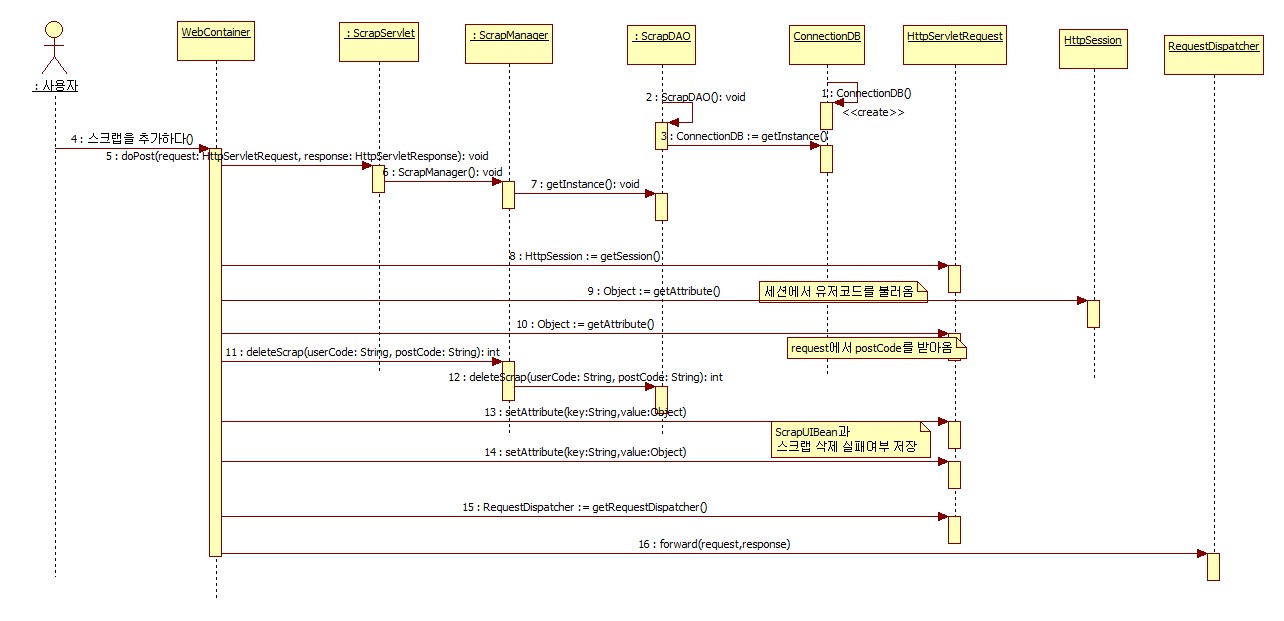 WebContainer
: ScrapServlet
: ScrapManager
: ScrapDAO
ConnectionDB
HttpServletRequest
HttpSession
RequestDispatcher
: 사용자
1 : ConnectionDB()
<<create>>
2 : ScrapDAO(): void
3 : ConnectionDB := getInstance()
4 : 스크랩을 추가하다()
5 : doPost(request: HttpServletRequest, response: HttpServletResponse): void
6 : ScrapManager(): void
7 : getInstance(): void
8 : HttpSession := getSession()
9 : Object := getAttribute()
세션에서 유저코드를 불러옴
10 : Object := getAttribute()
request에서 postCode를 받아옴
11 : deleteScrap(userCode: String, postCode: String): int
12 : deleteScrap(userCode: String, postCode: String): int
13 : setAttribute(key:String,value:Object)
ScrapUIBean과
스크랩 삭제 실패여부 저장
14 : setAttribute(key:String,value:Object)
15 : RequestDispatcher := getRequestDispatcher()
16 : forward(request,response)